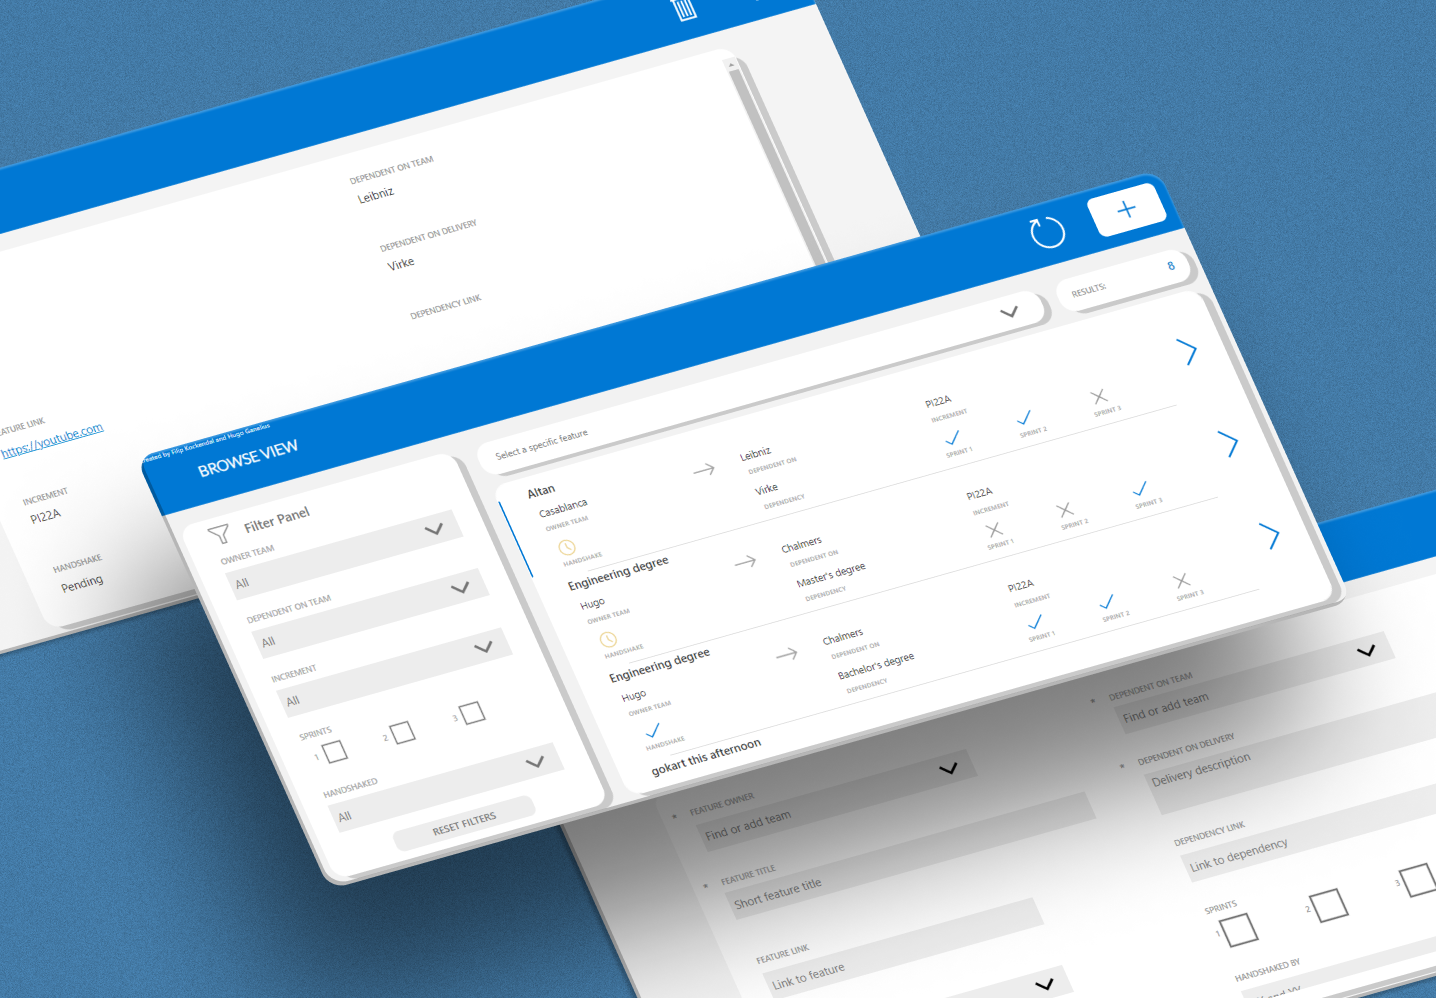 DEPENDENT ON TEAM
Leibniz
DEPENDENT ON DELIVERY
Virke
DEPENDENCY LINK
LINK
https://youtube.com
INCREMENT
PI22A
HANDSHAKE
Pending
by Filip Kockendal and Hugo Ganelius
BROWSE VIEW
Filter Panel
OWNER TEAM
All
DEPENDENT ON TEAM
All
INCREMENT
All
SPRINTS
1
2
3
HANDSHAKED
All
RESET FILTERS
Select a specific feature
RESULTS:
8
Altan
Casablanca
OWNER TEAM
HANDSHAKE
Leibniz
DEPENDENT ON
Virke
DEPENDENCY
PI22A
INCREMENT
SPRINT 1
SPRINT 2
SPRINT 3
Engineering degree
Hugo
OWNER TEAM
HANDSHAKE
Chalmers
DEPENDENT ON
Master's degree
DEPENDENCY
PI22A
INCREMENT
SPRINT 1
SPRINT 2
SPRINT 3
Engineering degree
Hugo
OWNER TEAM
HANDSHAKE
Chalmers
DEPENDENT ON
Bachelor's degree
DEPENDENCY
PI22A
INCREMENT
SPRINT 1
SPRINT 2
SPRINT 3
gokart this afternoon
FEATURE OWNER
Find or add team
FEATURE TITLE
Short feature title
FEATURE LINK
Link to feature
DEPENDENT ON TEAM
Find or add team
DEPENDENT ON DELIVERY
Delivery description
DEPENDENCY LINK
Link to dependency
SPRINTS
1
2
3
HANDSHAKED BY